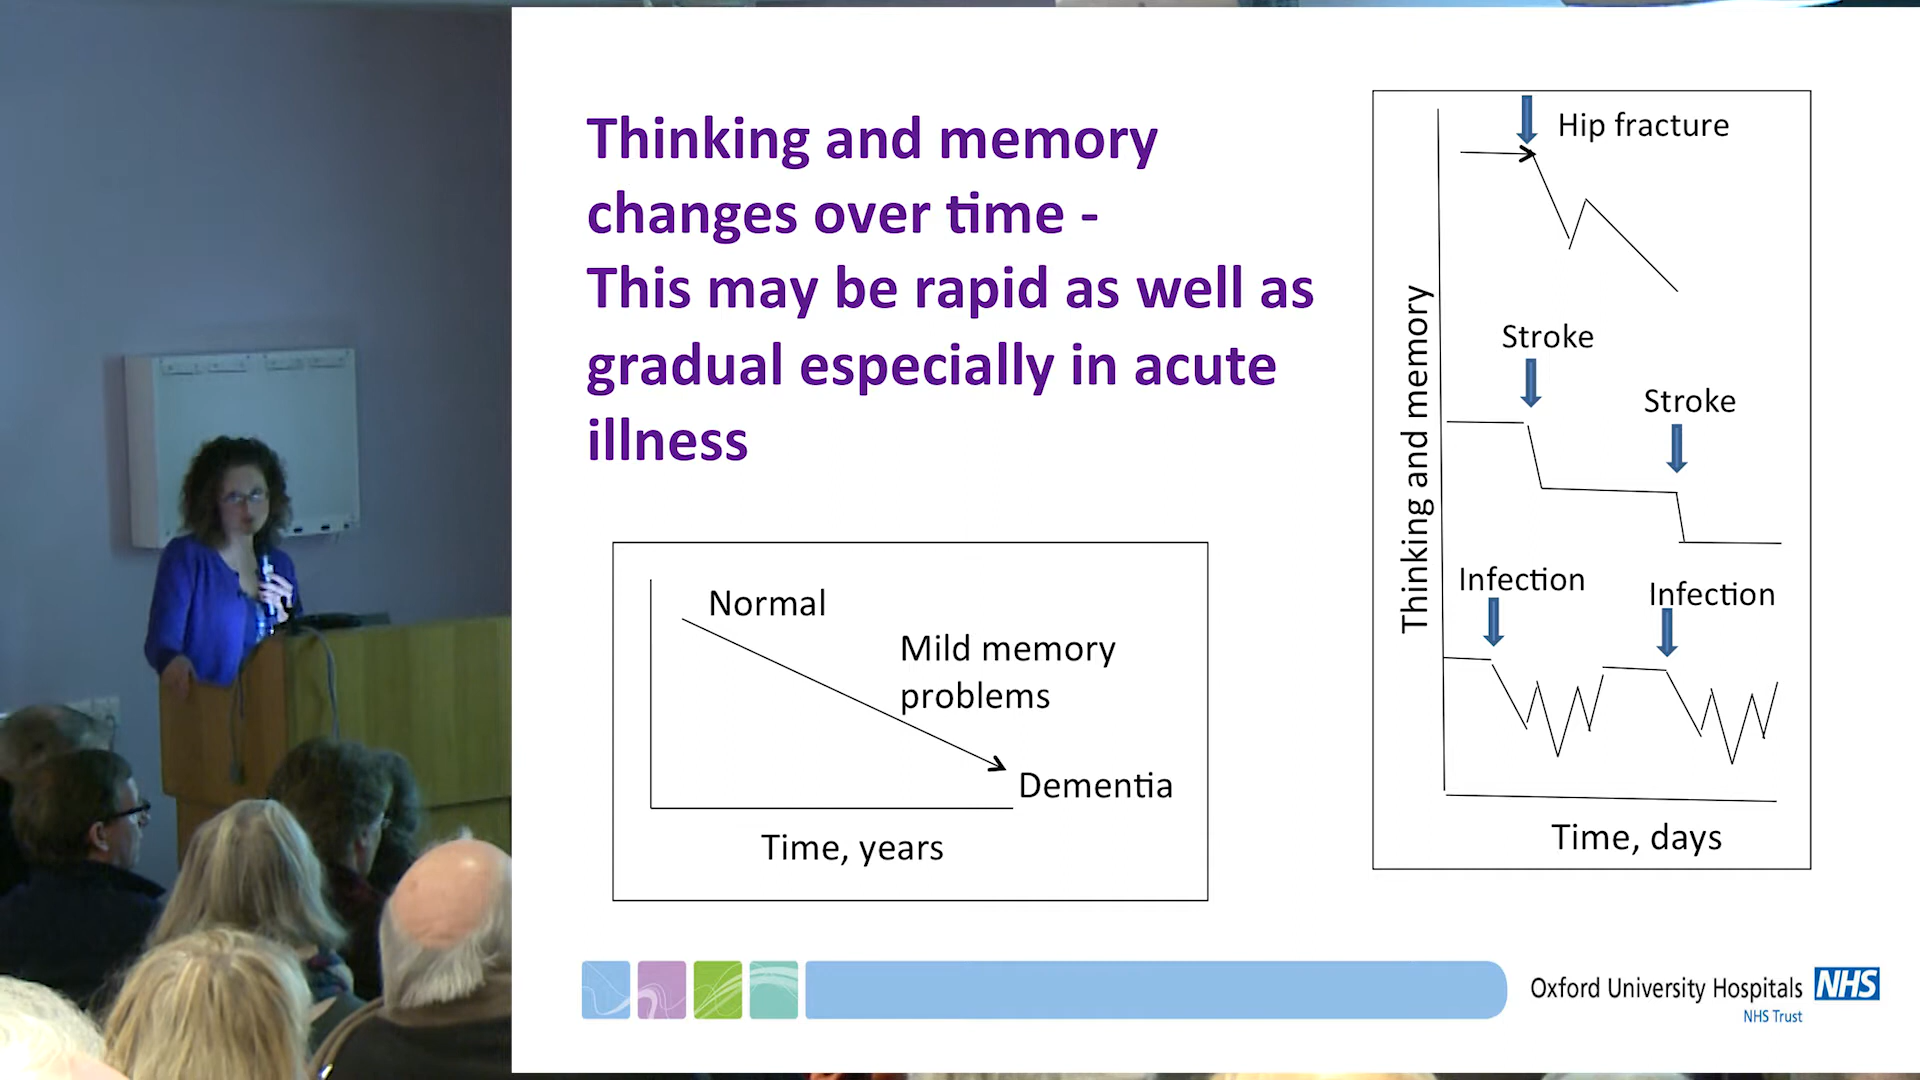 Thinking and memory
changes over time -
This may be rapid as well as
gradual especially in acute
illness
Normal
Mild memory
problems
Dementia
Time, years
Hip fracture
Stroke
Stroke
Infection
Infection
Thinking and memory
Time, days
Oxford University Hospitals NHS
NHS Trust